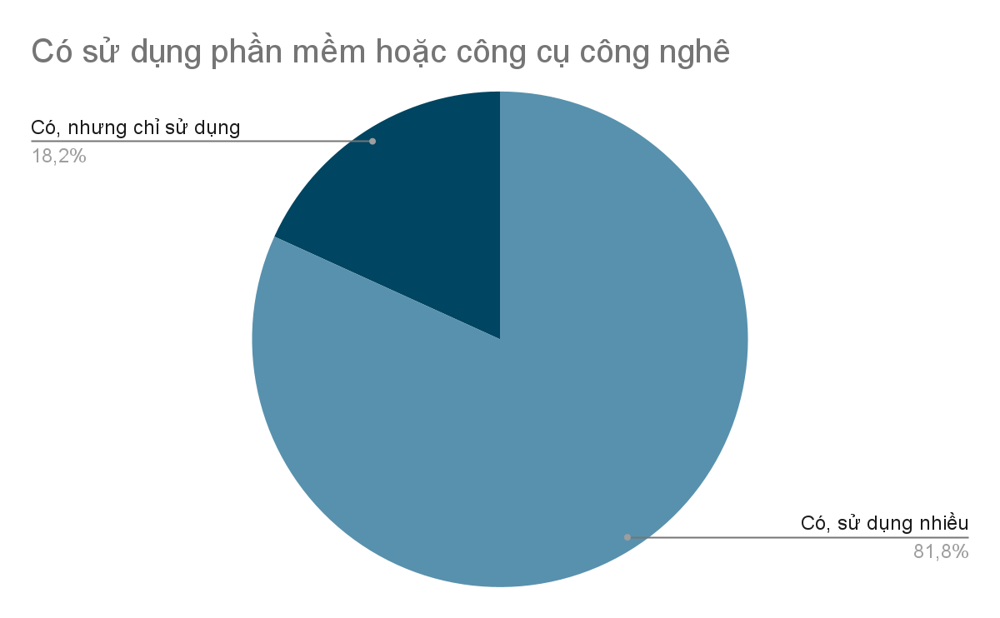 Có sử dụng phần mềm hoặc công cụ công nghê
Có, nhưng chỉ sử dụng
18,2%
Có, sử dụng nhiều
81,8%